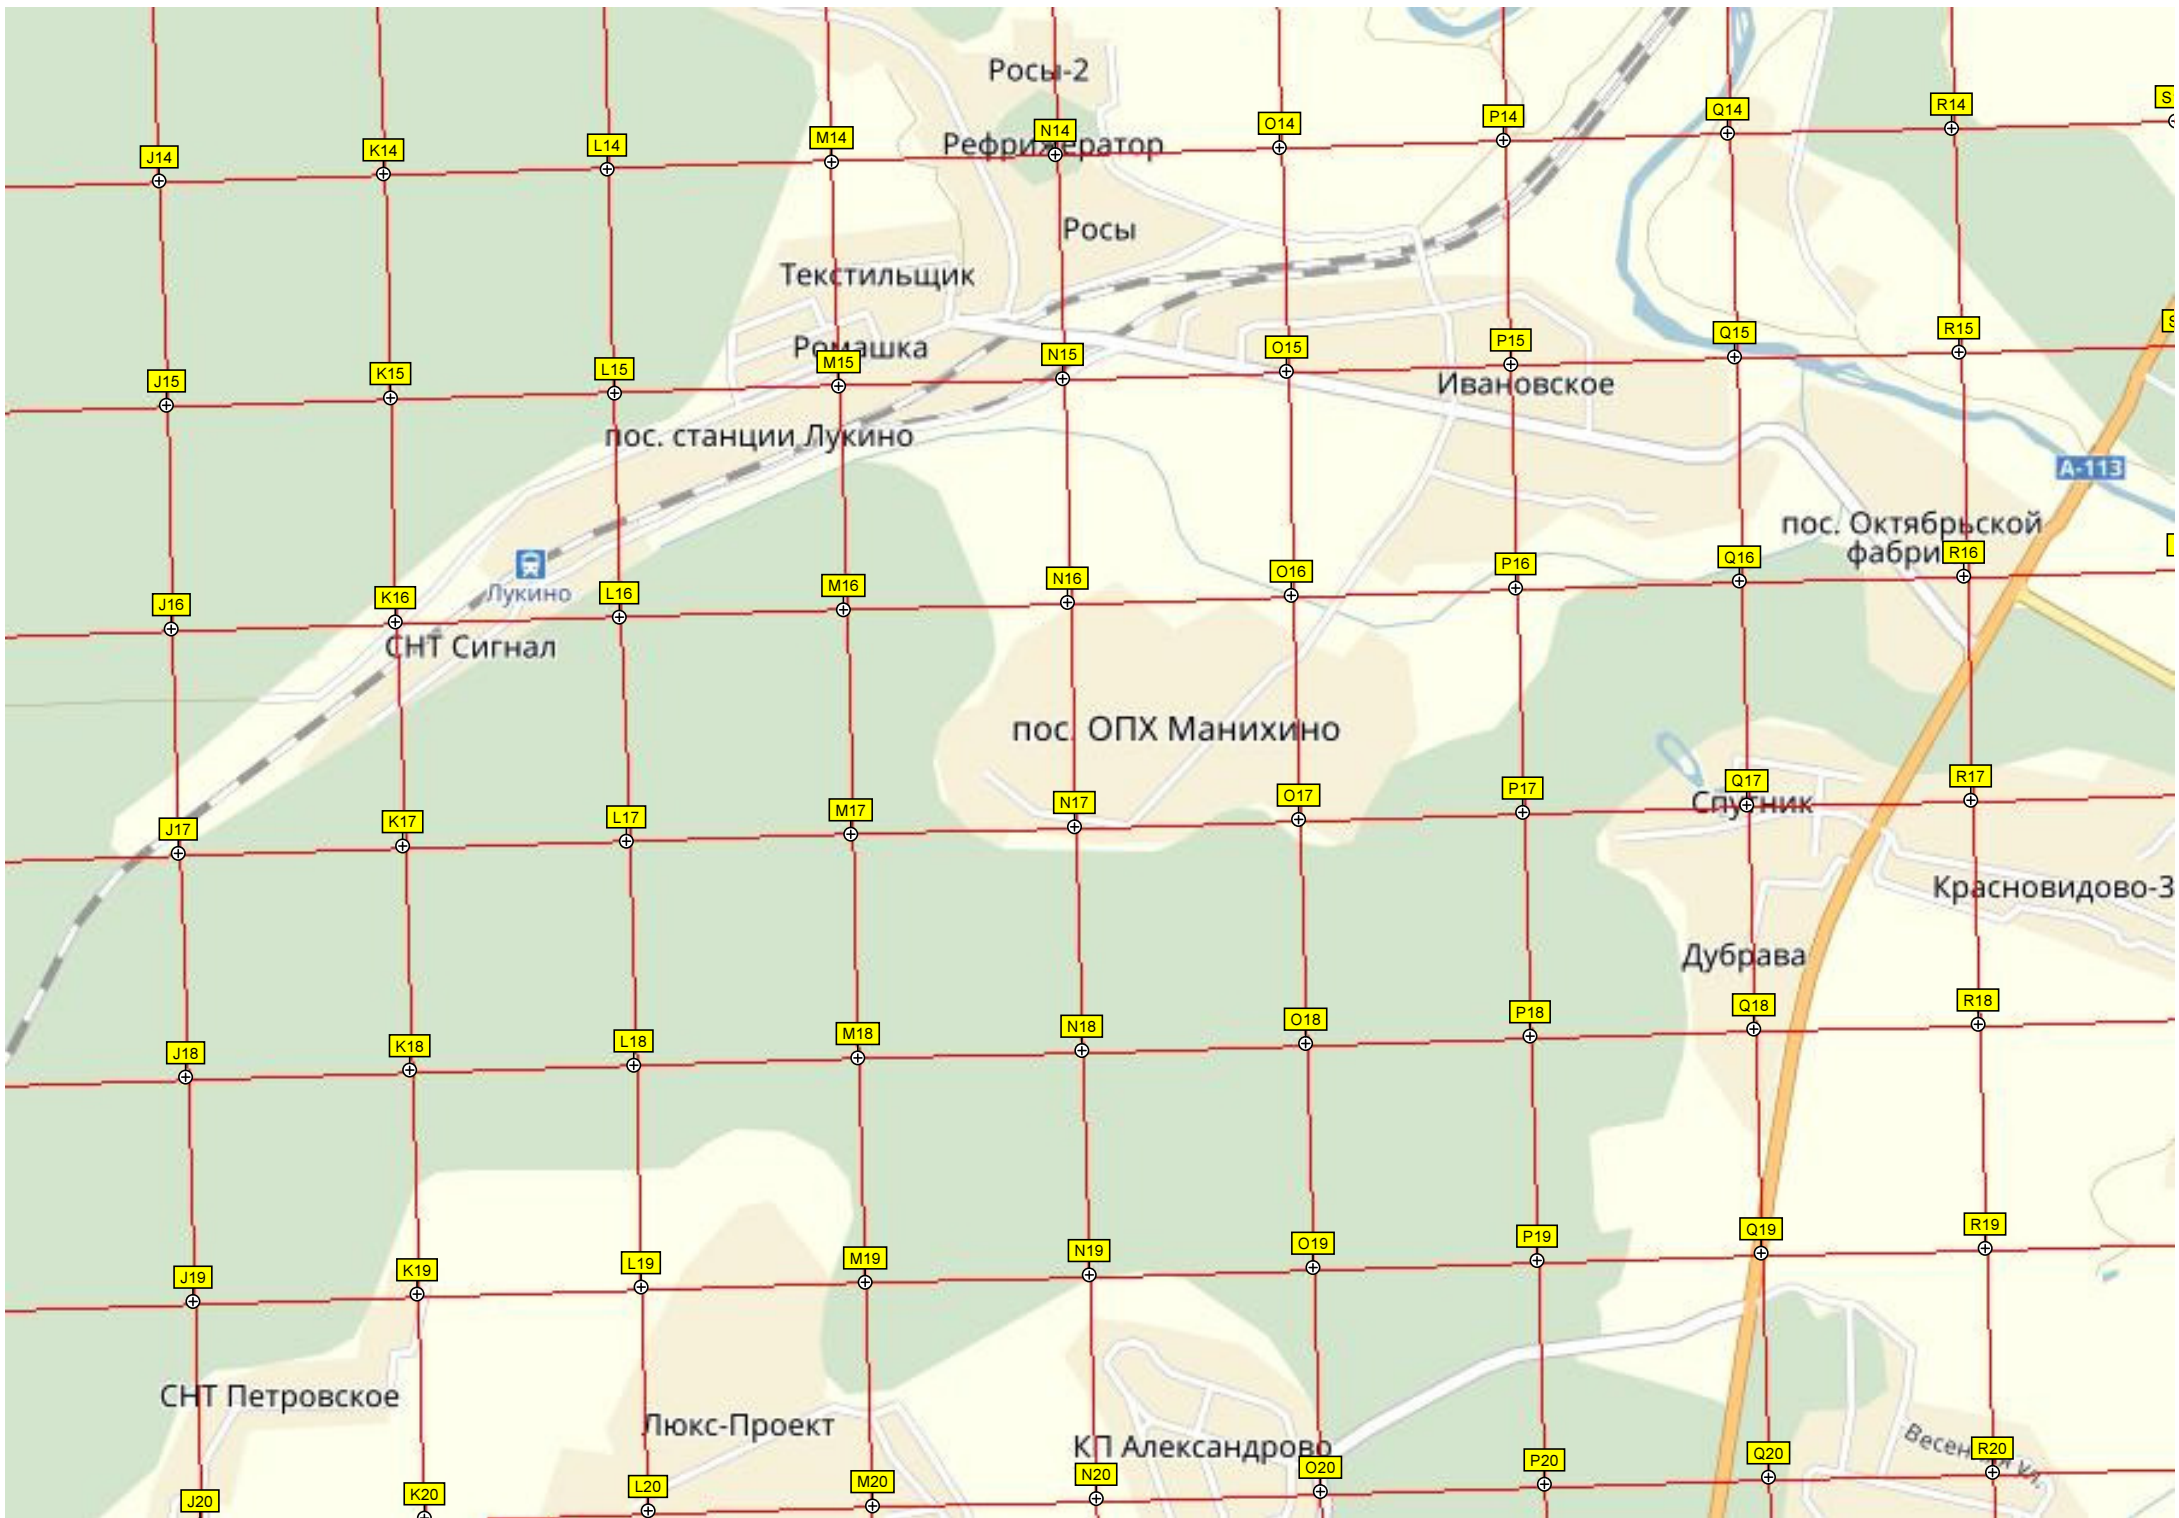 Росы-2
S
R14
Q14
P14
O14
N14
M14
L14
K14
J14
Рефрижератор
Росы
Текстильщик
Ромашка
S
R15
Q15
P15
O15
N15
M15
L15
K15
J15
Ивановское
пос. станции Лукино
А-113
пос. Октябрьской
R16
Q16
P16
O16
N16
M16
L16
K16
J16
Лукино
СНТ Сигнал
пос. ОПХ Манихино
R17
Q17
P17
O17
N17
M17
L17
K17
J17
Спутник
Красновидово-3
Дубрава
R18
Q18
P18
O18
N18
M18
L18
K18
J18
R19
Q19
P19
O19
N19
M19
L19
K19
J19
СНТ Петровское
Люкс-Проект
КП Александрово
ул.
R20
Q20
P20
O20
N20
M20
L20
K20
J20